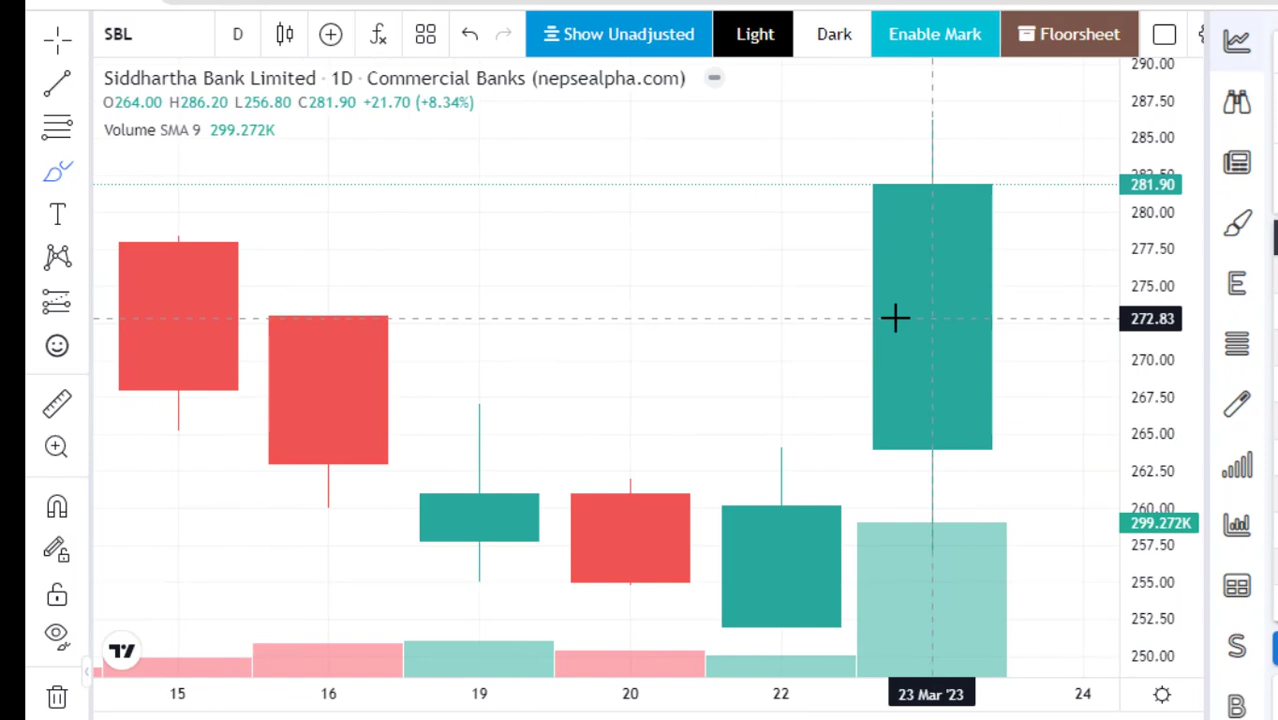 SBL D Show Unadjusted Light Dark Enable Mark Floorsheet
Siddhartha Bank Limited · 1D · Commercial Banks (nepsealpha.com)
O264.00 H286.20 L256.80 C281.90 +21.70 (+8.34%)
Volume SMA 9 299.272K
290.00
287.50
285.00
282.50
281.90
280.00
277.50
275.00
272.83
270.00
267.50
265.00
262.50
260.00
299.272K
257.50
255.00
252.50
250.00
15 16 19 20 22 23 Mar '23 24
T
E
S
B